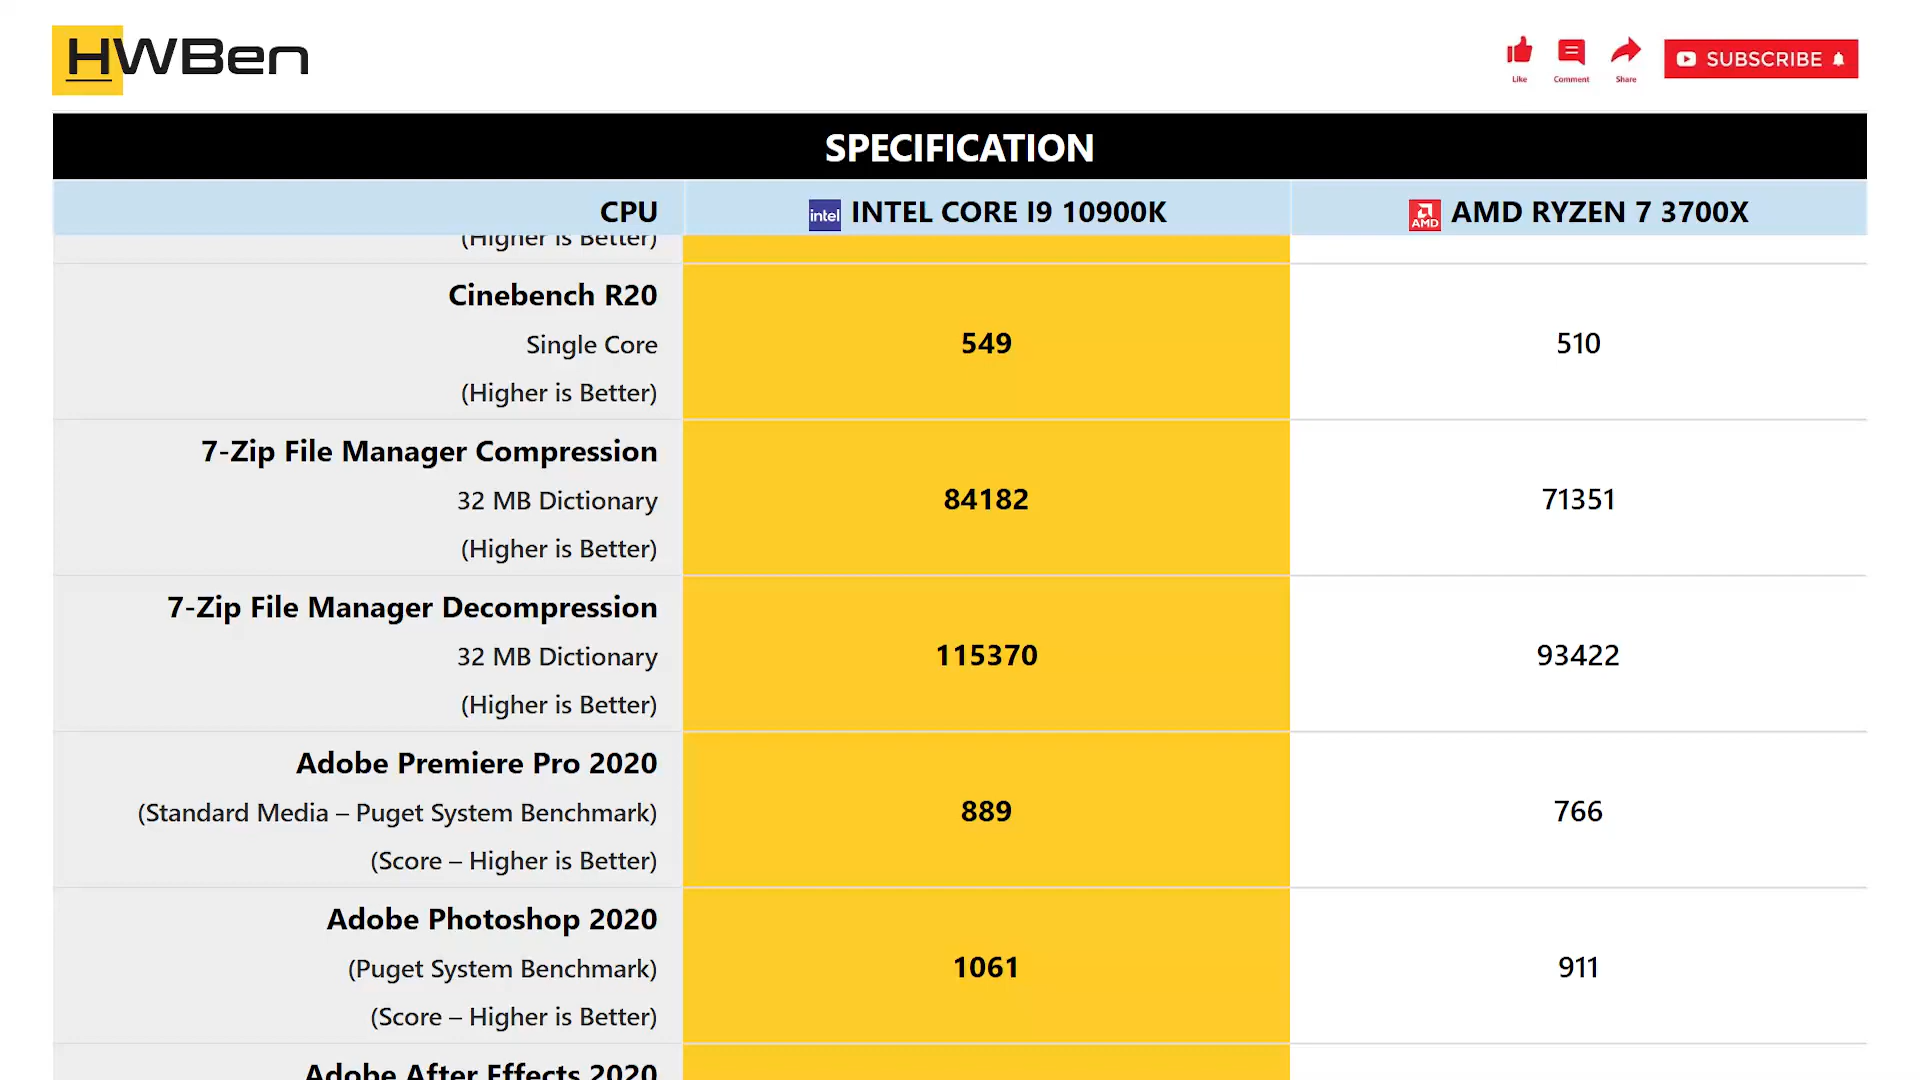 HWBen
Like
Comment
Share
SUBSCRIBE
SPECIFICATION
CPU
intel INTEL CORE I9 10900K
AMD AMD RYZEN 7 3700X
(Higher is Better)
Cinebench R20
Single Core
(Higher is Better)
549
510
7-Zip File Manager Compression
32 MB Dictionary
(Higher is Better)
84182
71351
7-Zip File Manager Decompression
32 MB Dictionary
(Higher is Better)
115370
93422
Adobe Premiere Pro 2020
(Standard Media – Puget System Benchmark)
(Score – Higher is Better)
889
766
Adobe Photoshop 2020
(Puget System Benchmark)
(Score – Higher is Better)
1061
911
Adobe After Effects 2020